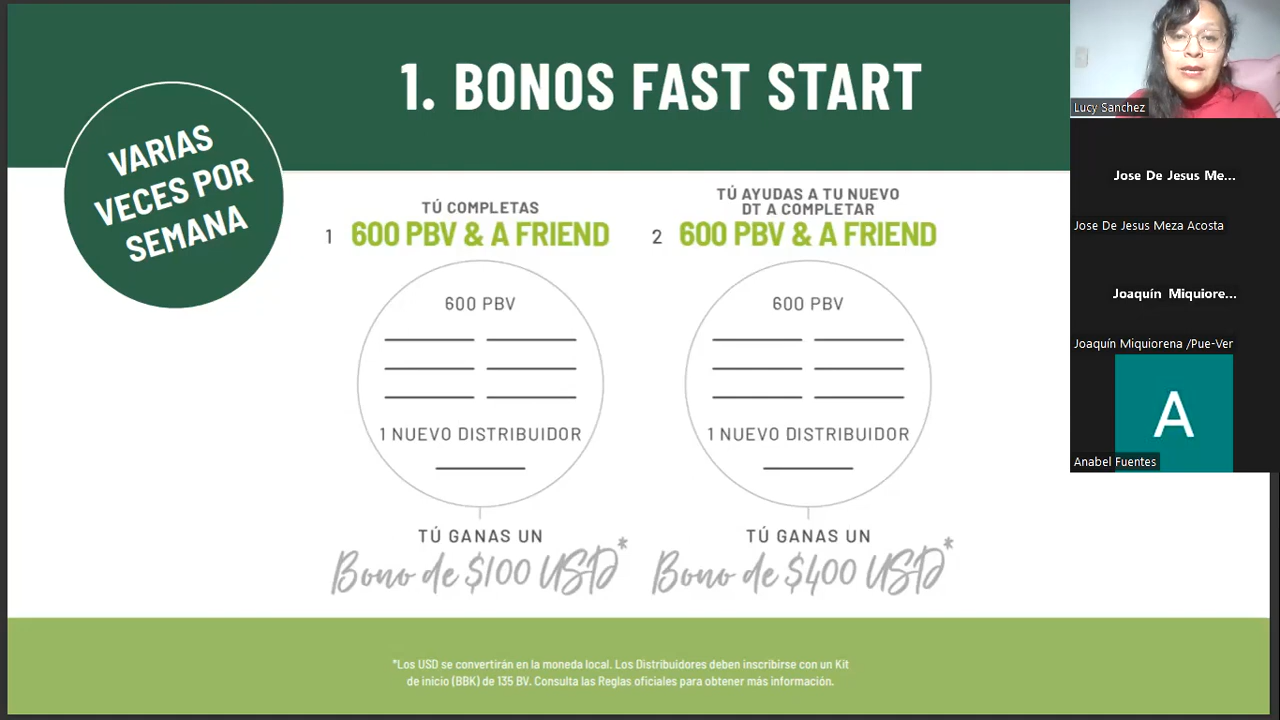 1. BONOS FAST START
VARIAS
VECES POR
SEMANA
TÚ COMPLETAS
1 600 PBV & A FRIEND
600 PBV
1 NUEVO DISTRIBUIDOR
TÚ GANAS UN
Bono de $100 USD*
TÚ AYUDAS A TU NUEVO
DT A COMPLETAR
2 600 PBV & A FRIEND
600 PBV
1 NUEVO DISTRIBUIDOR
TÚ GANAS UN
Bono de $400 USD*
*Los USD se convertirán en la moneda local. Los Distribuidores deben inscribirse con un Kit
de inicio (BBK) de 135 BV. Consulta las Reglas oficiales para obtener más información.
Lucy Sanchez
Jose De Jesus Me...
Jose De Jesus Meza Acosta
Joaquín Miquiore...
Joaquín Miquiorena /Pue-Ver
A
Anabel Fuentes